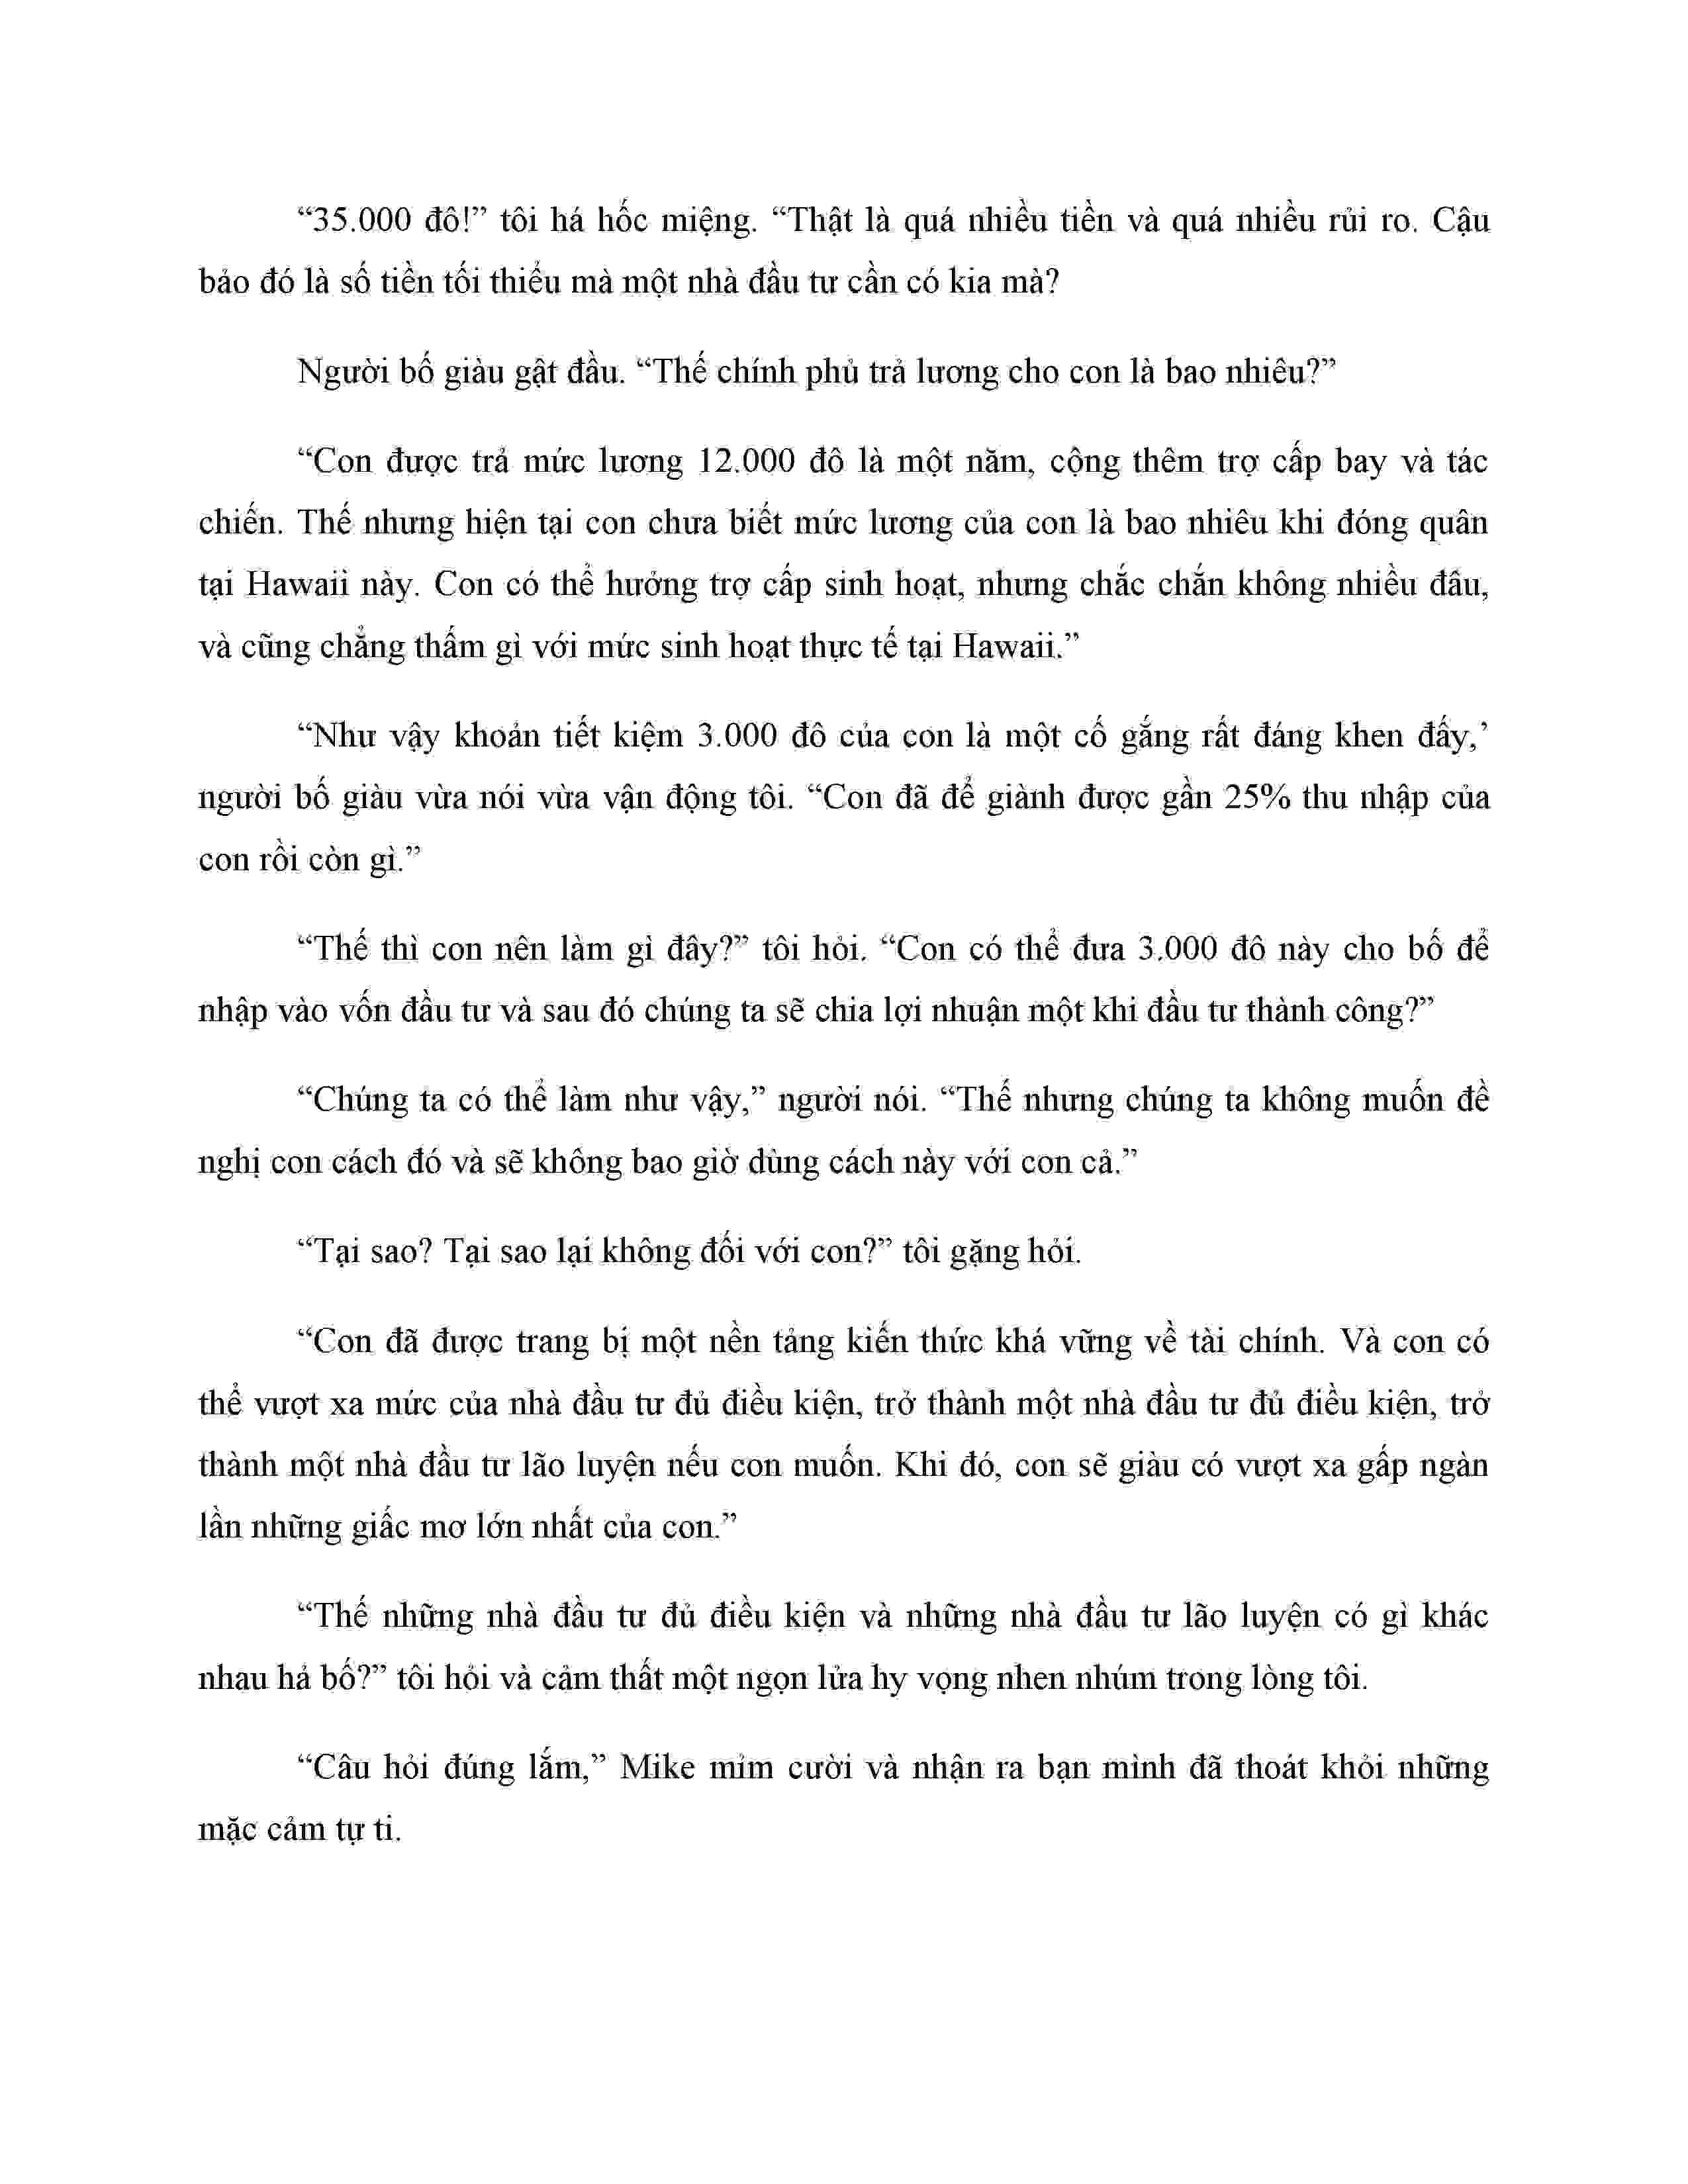 “35.000 đô!” tôi há hốc miệng. “Thật là quá nhiều tiền và quá nhiều rủi ro. Cậu
bảo đó là số tiền tối thiểu mà một nhà đầu tư cần có kia mà?
Người bố giàu gật đầu. “Thế chính phủ trả lương cho con là bao nhiêu?”
“Con được trả mức lương 12.000 đô là một năm, cộng thêm trợ cấp bay và tác
chiến. Thế nhưng hiện tại con chưa biết mức lương của con là bao nhiêu khi đóng quân
tại Hawaii này. Con có thể hưởng trợ cấp sinh hoạt, nhưng chắc chắn không nhiều đâu,
và cũng chẳng thấm gì với mức sinh hoạt thực tế tại Hawaii.”
“Như vậy khoản tiết kiệm 3.000 đô của con là một cố gắng rất đáng khen đấy,’
người bố giàu vừa nói vừa vận động tôi. “Con đã để giành được gần 25% thu nhập của
con rồi còn gì.”
“Thế thì con nên làm gì đây?” tôi hỏi. “Con có thể đưa 3.000 đô này cho bố để
nhập vào vốn đầu tư và sau đó chúng ta sẽ chia lợi nhuận một khi đầu tư thành công?”
“Chúng ta có thể làm như vậy,” người nói. “Thế nhưng chúng ta không muốn đề
nghị con cách đó và sẽ không bao giờ dùng cách này với con cả.”
“Tại sao? Tại sao lại không đối với con?” tôi gặng hỏi.
“Con đã được trang bị một nền tảng kiến thức khá vững về tài chính. Và con có
thể vượt xa mức của nhà đầu tư đủ điều kiện, trở thành một nhà đầu tư đủ điều kiện, trở
thành một nhà đầu tư lão luyện nếu con muốn. Khi đó, con sẽ giàu có vượt xa gấp ngàn
lần những giấc mơ lớn nhất của con.”
“Thế những nhà đầu tư đủ điều kiện và những nhà đầu tư lão luyện có gì khác
nhau hả bố?” tôi hỏi và cảm thất một ngọn lửa hy vọng nhen nhúm trong lòng tôi.
“Câu hỏi đúng lắm,” Mike mỉm cười và nhận ra bạn mình đã thoát khỏi những
mặc cảm tự ti.